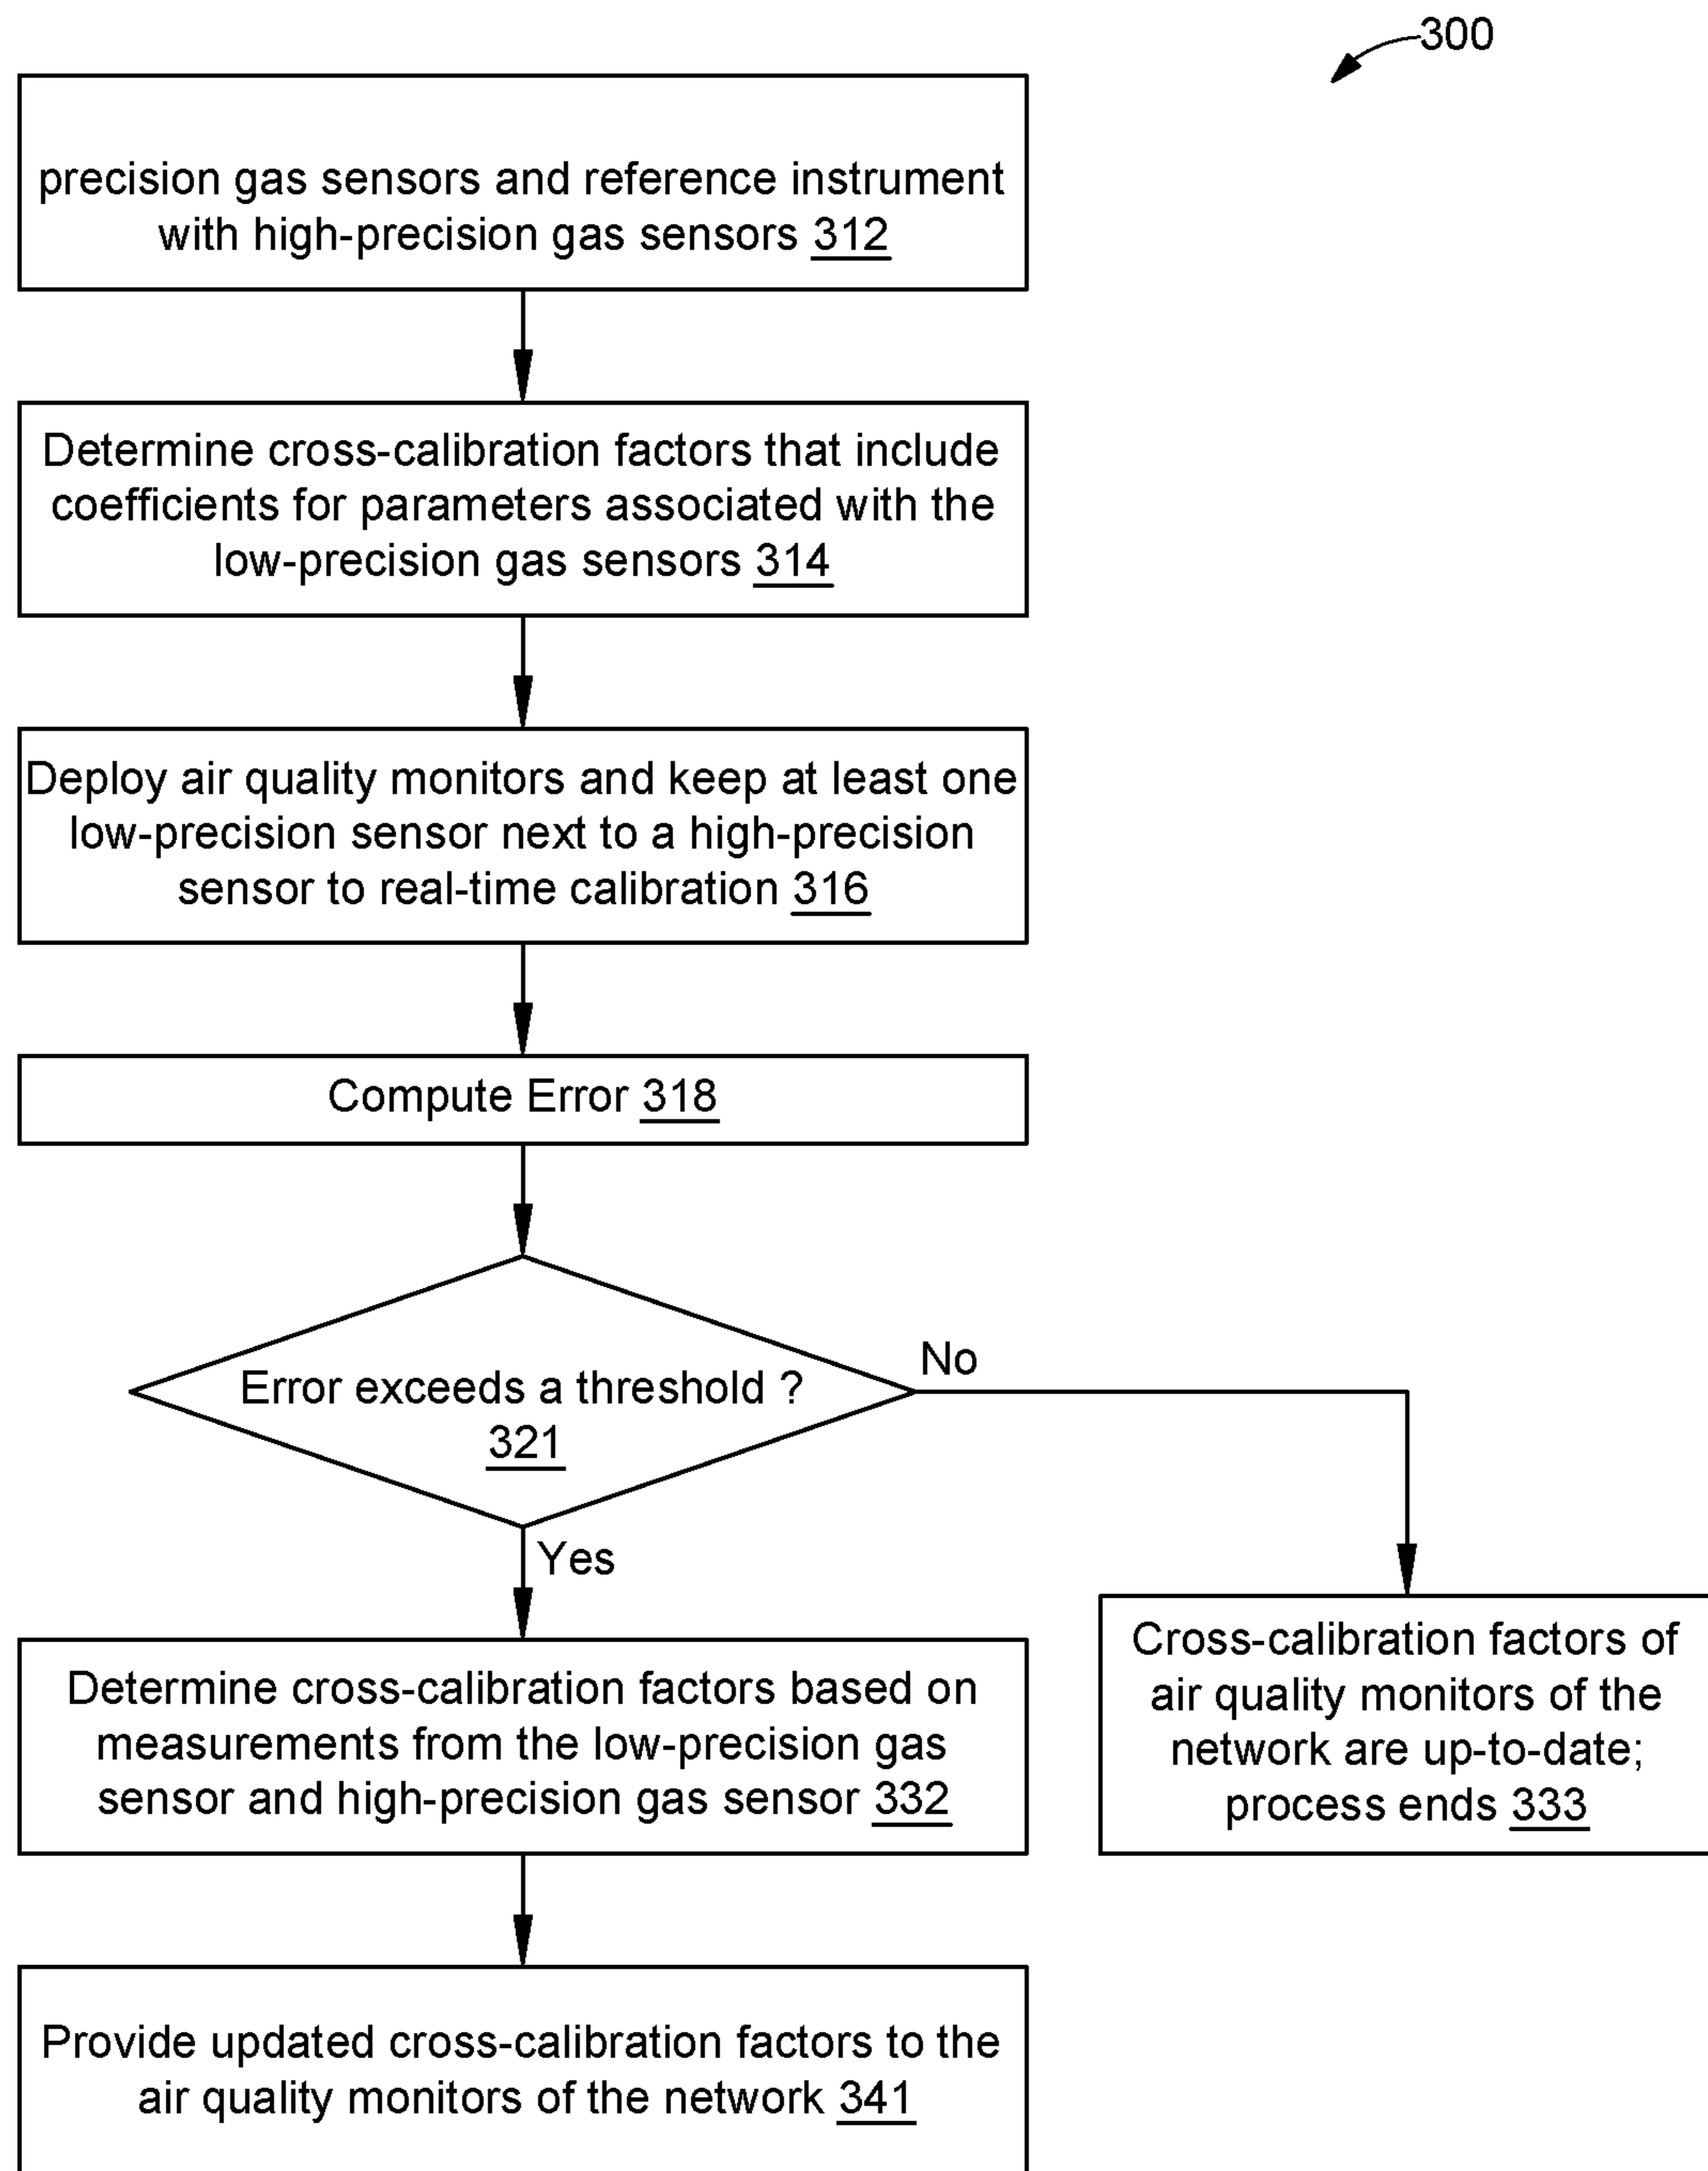 300
precision gas sensors and reference instrument
with high-precision gas sensors 312
Determine cross-calibration factors that include
coefficients for parameters associated with the
low-precision gas sensors 314
Deploy air quality monitors and keep at least one
low-precision sensor next to a high-precision
sensor to real-time calibration 316
Compute Error 318
Error exceeds a threshold ?
321
No
Yes
Determine cross-calibration factors based on
measurements from the low-precision gas
sensor and high-precision gas sensor 332
Cross-calibration factors of
air quality monitors of the
network are up-to-date;
process ends 333
Provide updated cross-calibration factors to the
air quality monitors of the network 341